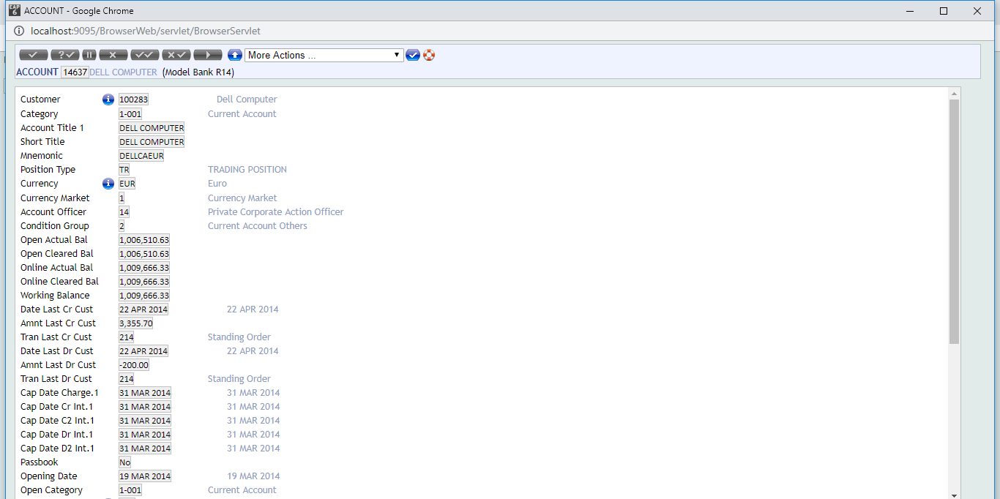 EAP 6 ACCOUNT - Google Chrome
localhost:9095/BrowserWeb/servlet/BrowserServlet
More Actions ...
ACCOUNT 14637 DELL COMPUTER (Model Bank R14)
Customer 100283 Dell Computer
Category 1-001 Current Account
Account Title 1 DELL COMPUTER
Short Title DELL COMPUTER
Mnemonic DELLCAEUR
Position Type TR TRADING POSITION
Currency EUR Euro
Currency Market 1 Currency Market
Account Officer 14 Private Corporate Action Officer
Condition Group 2 Current Account Others
Open Actual Bal 1,006,510.63
Open Cleared Bal 1,006,510.63
Online Actual Bal 1,009,666.33
Online Cleared Bal 1,009,666.33
Working Balance 1,009,666.33
Date Last Cr Cust 22 APR 2014 22 APR 2014
Amnt Last Cr Cust 3,355.70
Tran Last Cr Cust 214 Standing Order
Date Last Dr Cust 22 APR 2014 22 APR 2014
Amnt Last Dr Cust -200.00
Tran Last Dr Cust 214 Standing Order
Cap Date Charge.1 31 MAR 2014 31 MAR 2014
Cap Date Cr Int.1 31 MAR 2014 31 MAR 2014
Cap Date C2 Int.1 31 MAR 2014 31 MAR 2014
Cap Date Dr Int.1 31 MAR 2014 31 MAR 2014
Cap Date D2 Int.1 31 MAR 2014 31 MAR 2014
Passbook No
Opening Date 19 MAR 2014 19 MAR 2014
Open Category 1-001 Current Account